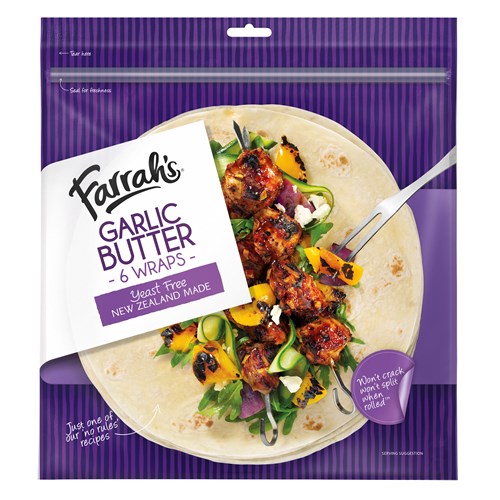 Tear here
Seal for freshness
Farrah's
GARLIC
BUTTER
- 6 WRAPS -
Yeast Free
NEW ZEALAND MADE
Won't crack
won't split
when
rolled™
Just one of
our 'no rules'
recipes
SERVING SUGGESTION